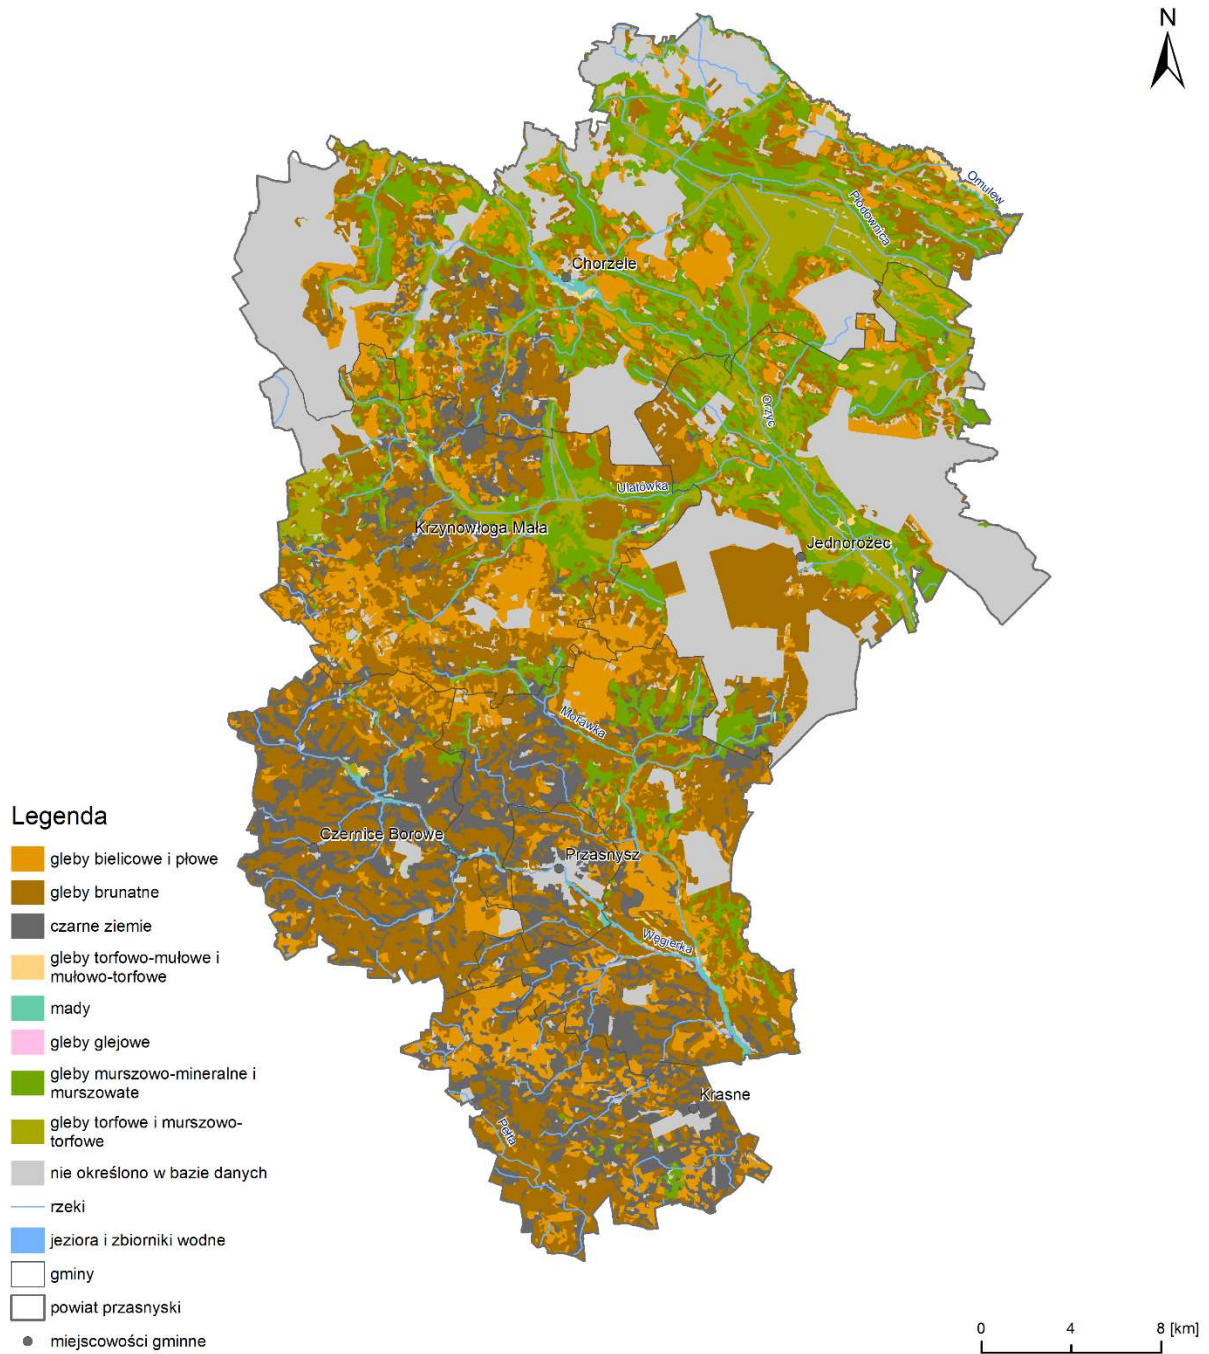 N
Omulew
Płodownica
Chorzele
Orzyc
Ulatówka
Krzynowłoga Mała
Jednorożec
Morawka
Legenda
gleby bielicowe i płowe
gleby brunatne
czarne ziemie
gleby torfowo-mułowe i
mułowo-torfowe
mady
gleby glejowe
gleby murszowo-mineralne i
murszowate
gleby torfowe i murszowo-
torfowe
nie określono w bazie danych
rzeki
jeziora i zbiorniki wodne
gminy
powiat przasnyski
miejscowości gminne
Czernice Borowe
Przasnysz
Węgierka
Krasne
Pełta
0 4 8 [km]